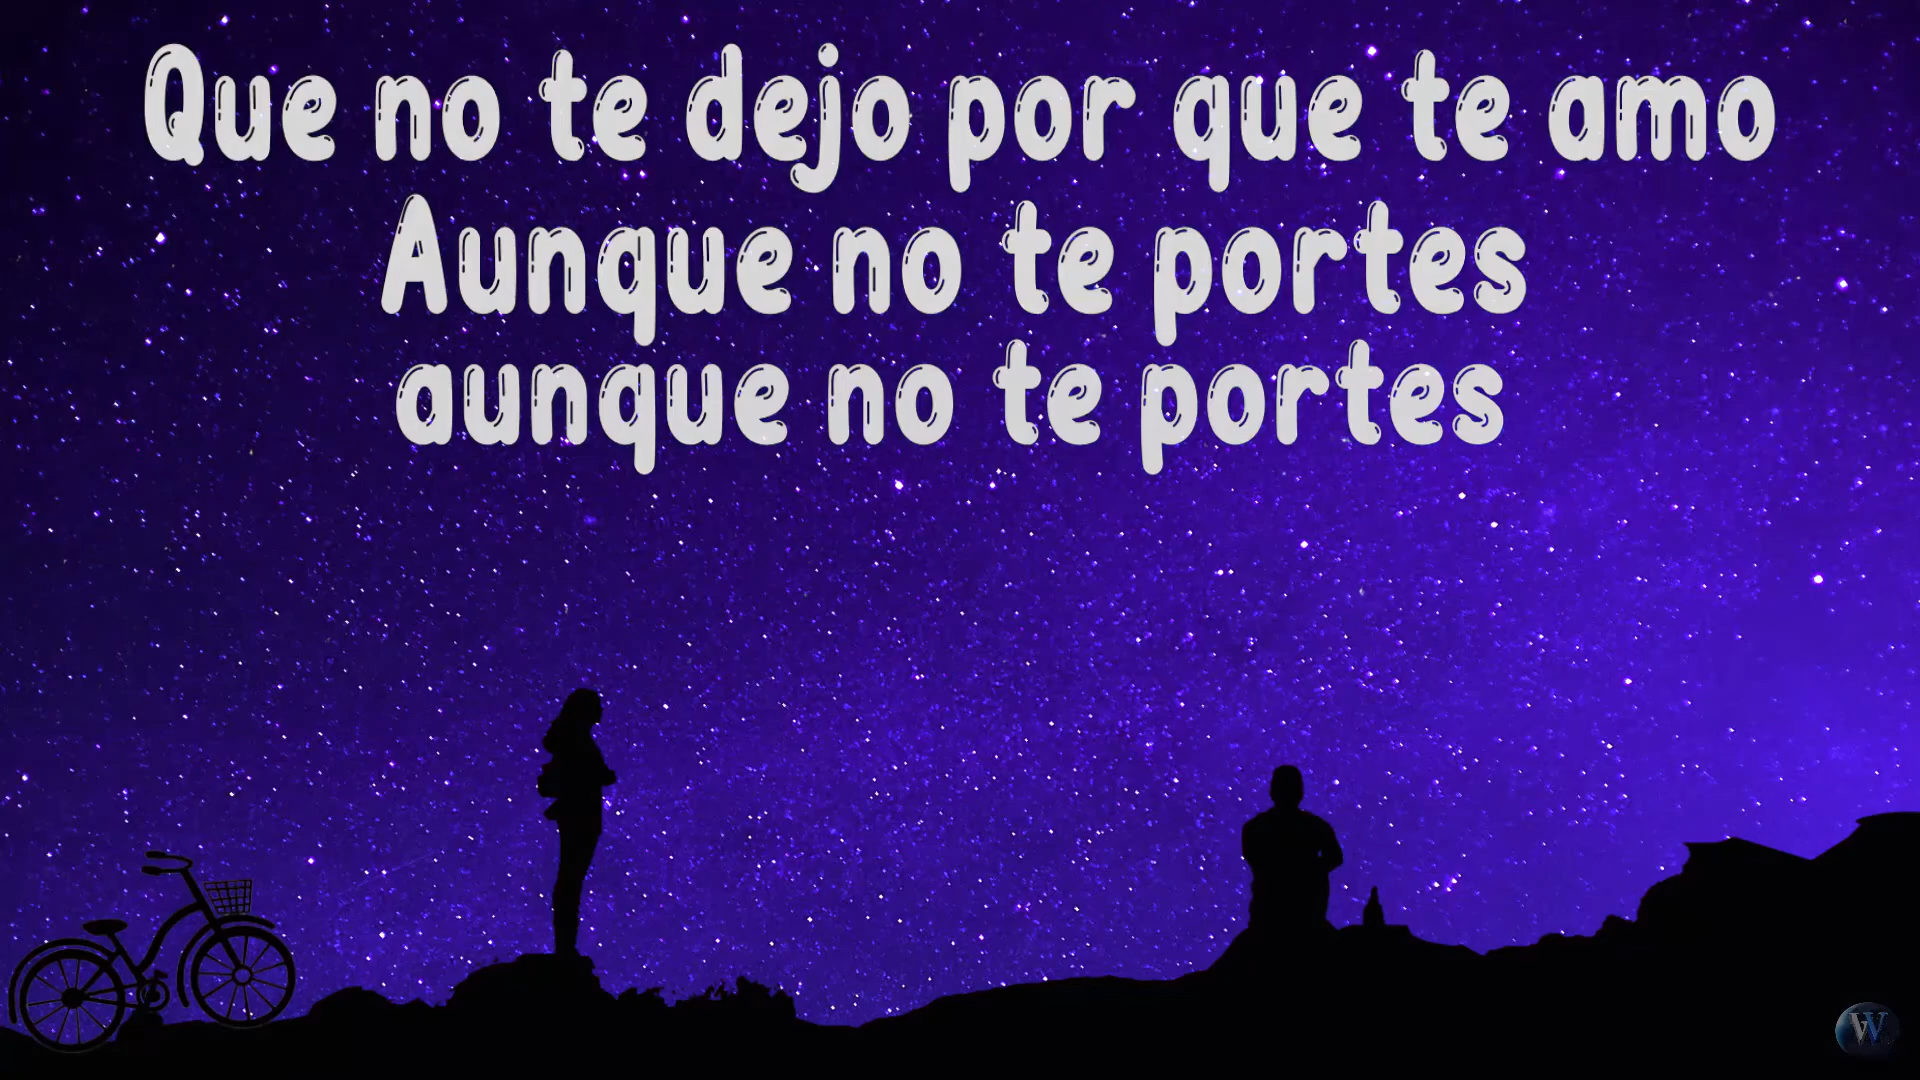 Que no te dejo por que te amo
Aunque no te portes
aunque no te portes
W